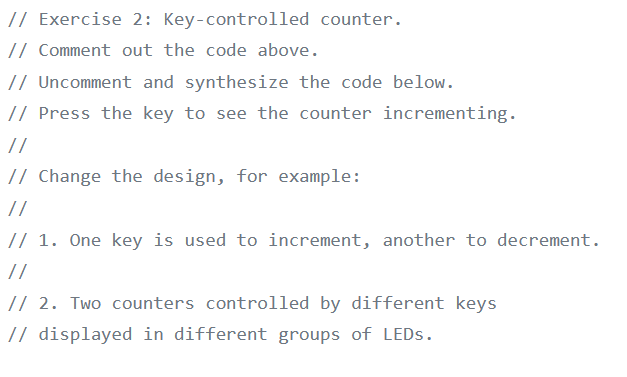 // Exercise 2: Key-controlled counter.
// Comment out the code above.
// Uncomment and synthesize the code below.
// Press the key to see the counter incrementing.
//
// Change the design, for example:
//
// 1. One key is used to increment, another to decrement.
//
// 2. Two counters controlled by different keys
// displayed in different groups of LEDs.